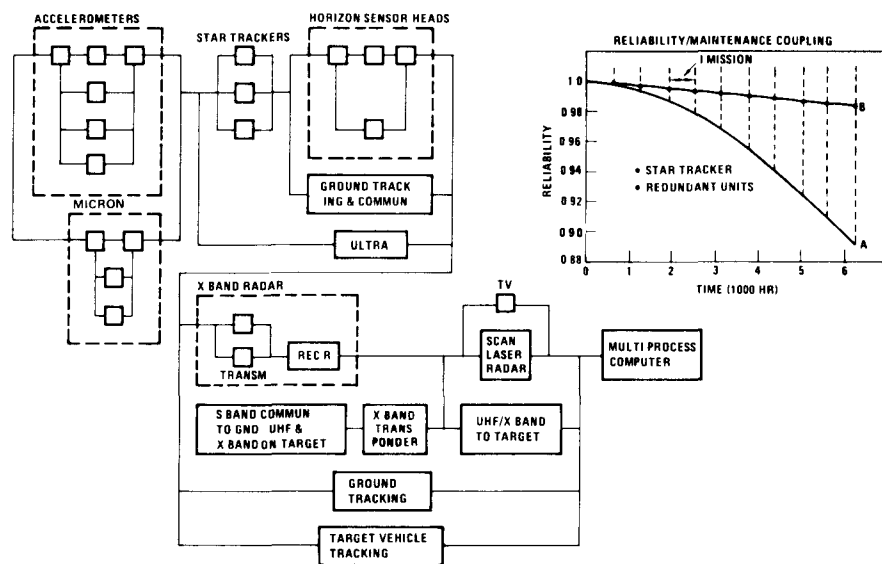 ACCELEROMETERS
STAR TRACKERS
HORIZON SENSOR HEADS
GROUND TRACK
ING & COMMUN
MICRON
ULTRA
X BAND RADAR
TRANSM
REC R
TV
SCAN
LASER
RADAR
MULTI PROCESS
COMPUTER
S BAND COMMUN
TO GND UHF &
X BAND ON TARGET
X BAND
TRANS
PONDER
UHF/X BAND
TO TARGET
GROUND
TRACKING
TARGET VEHICLE
TRACKING
RELIABILITY/MAINTENANCE COUPLING
1 MISSION
RELIABILITY
1 0
0 98
0 96
0 94
0 92
0 90
0 88
B
A
• STAR TRACKER
• REDUNDANT UNITS
0 1 2 3 4 5 6
TIME (1000 HR)